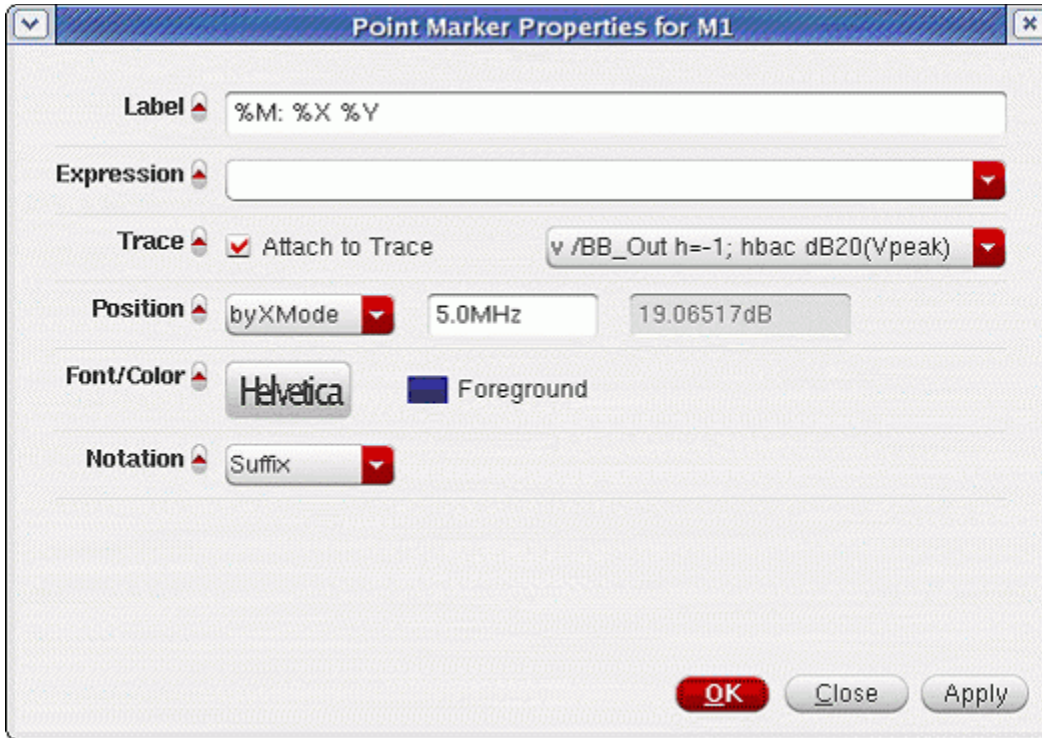 Point Marker Properties for M1
Label %M: %X %Y
Expression
Trace Attach to Trace v /BB_Out h=-1; hbac dB20(Vpeak)
Position byXMode 5.0MHz 19.06517dB
Font/Color Helvetica Foreground
Notation Suffix
OK Close Apply